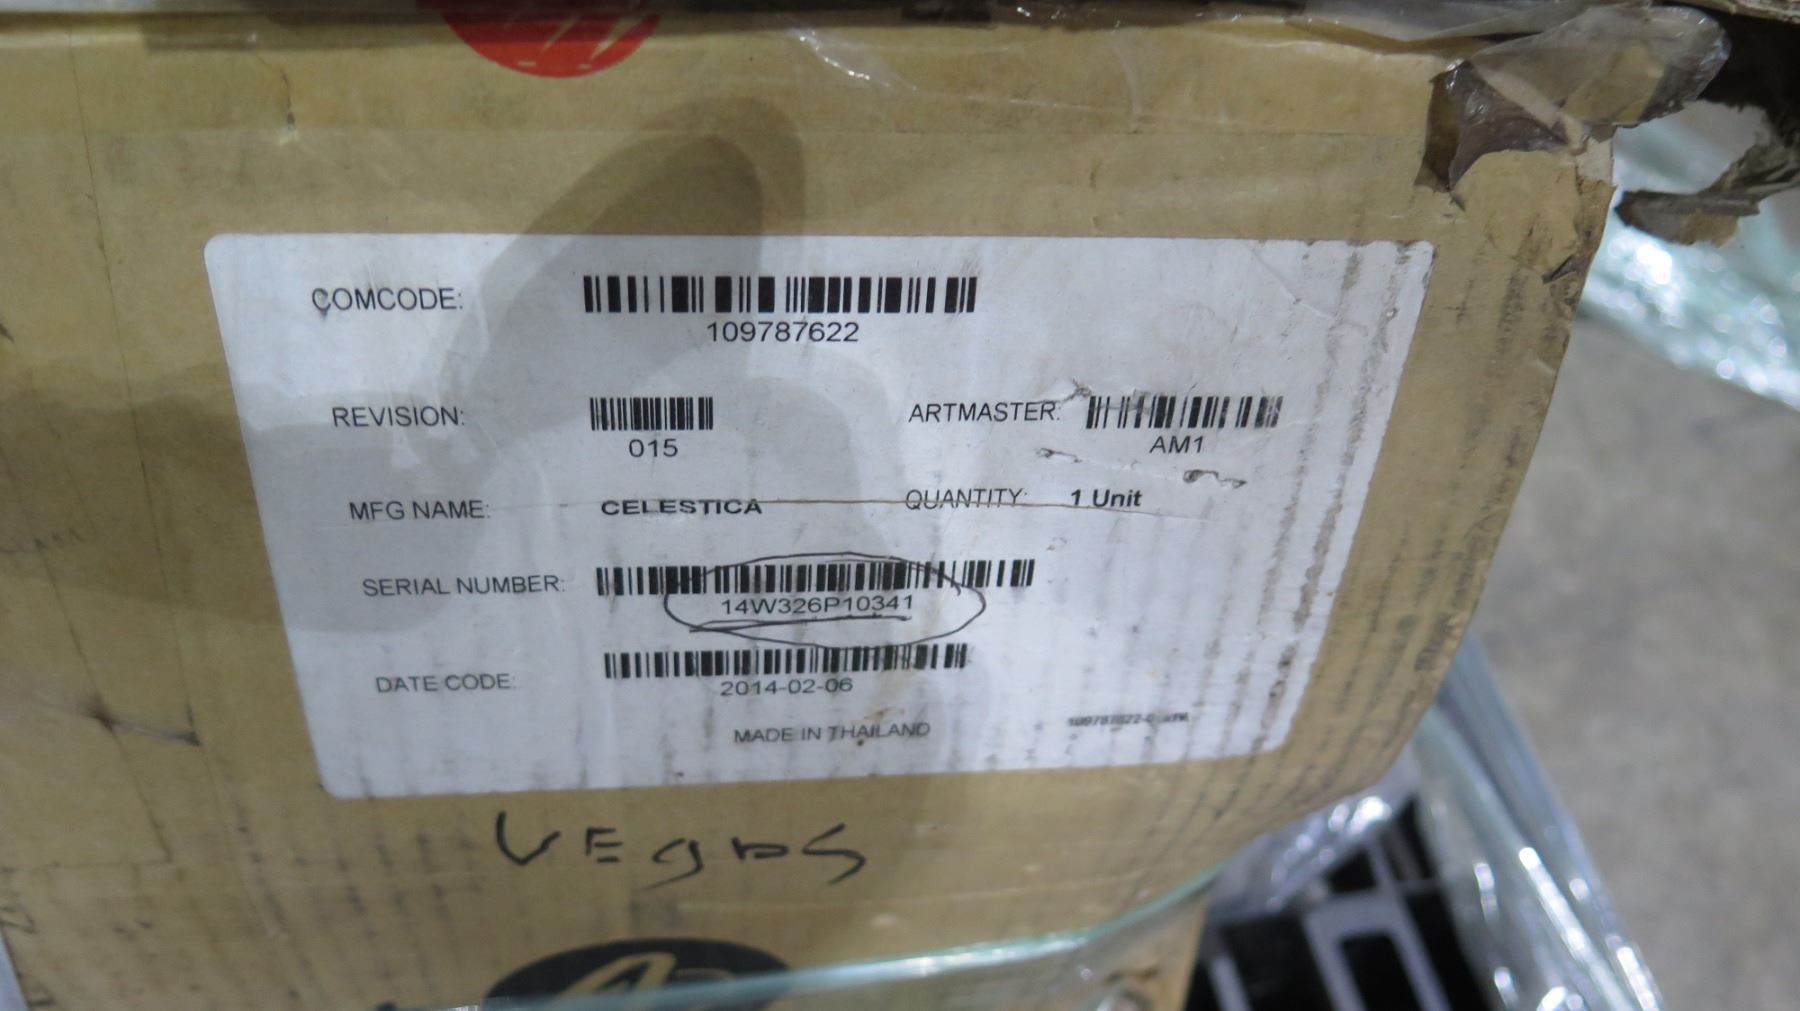 COMCODE:
109787622
REVISION:
015
ARTMASTER:
AM1
MFG NAME: CELESTICA
QUANTITY: 1 Unit
SERIAL NUMBER:
14W326P10341
DATE CODE:
2014-02-06
MADE IN THAILAND
VEgas